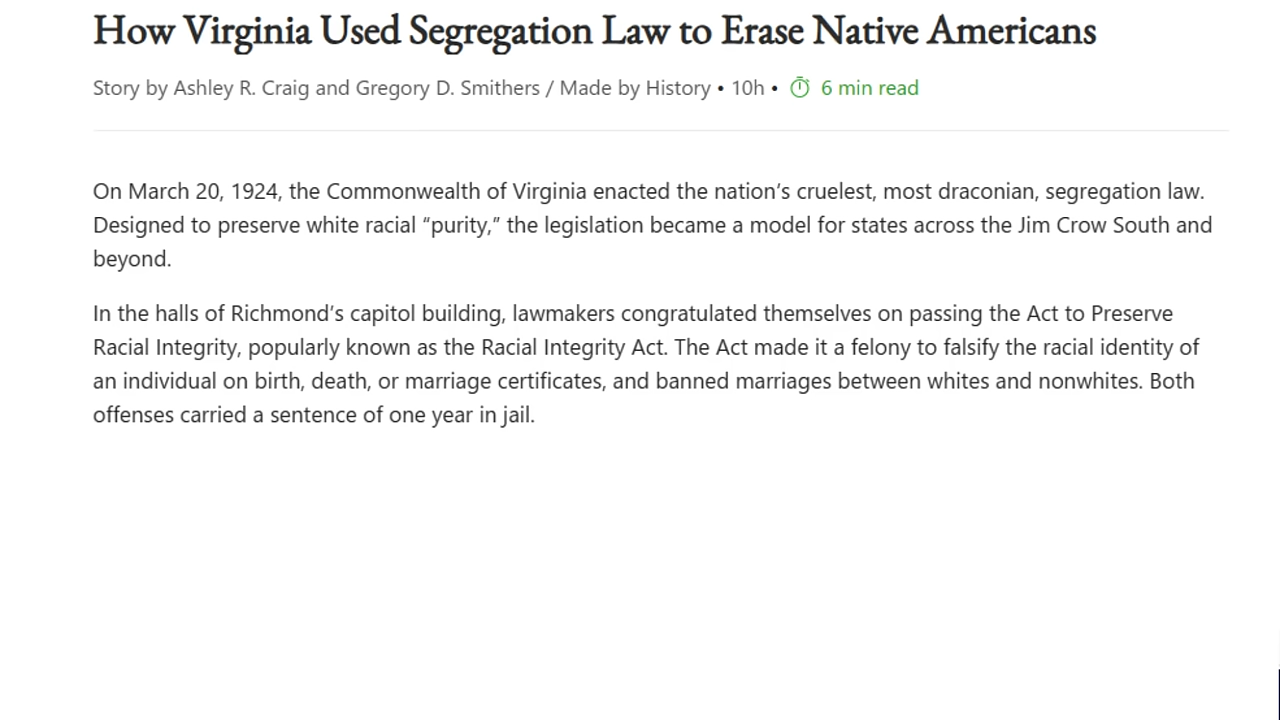 How Virginia Used Segregation Law to Erase Native Americans
Story by Ashley R. Craig and Gregory D. Smithers / Made by History • 10h • 6 min read
On March 20, 1924, the Commonwealth of Virginia enacted the nation’s cruelest, most draconian, segregation law.
Designed to preserve white racial “purity,” the legislation became a model for states across the Jim Crow South and
beyond.
In the halls of Richmond’s capitol building, lawmakers congratulated themselves on passing the Act to Preserve
Racial Integrity, popularly known as the Racial Integrity Act. The Act made it a felony to falsify the racial identity of
an individual on birth, death, or marriage certificates, and banned marriages between whites and nonwhites. Both
offenses carried a sentence of one year in jail.